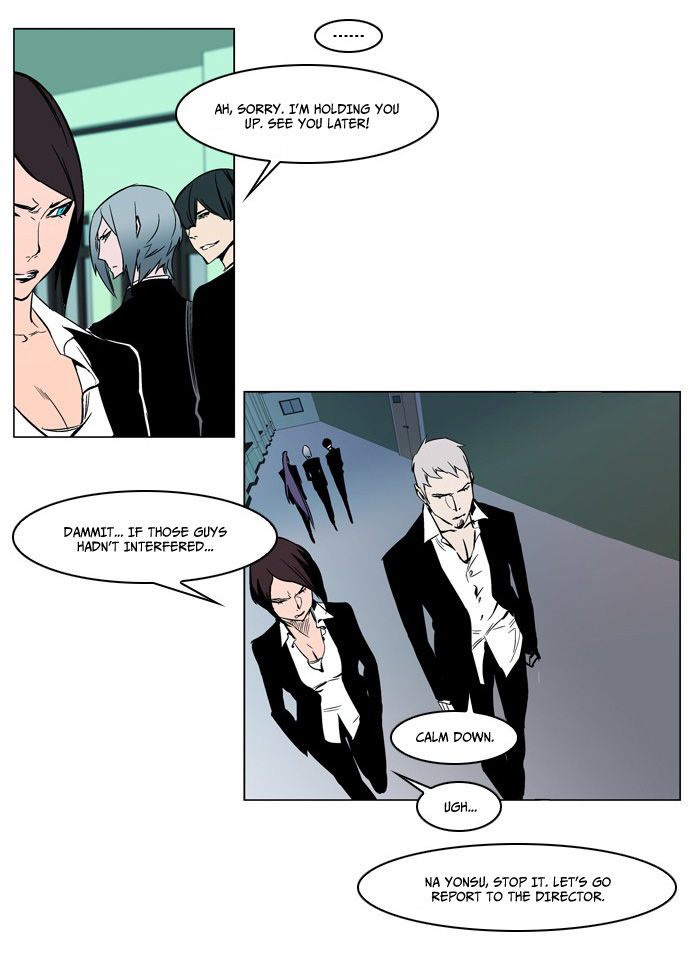 ------
AH, SORRY. I'M HOLDING YOU
UP. SEE YOU LATER!
DAMMIT... IF THOSE GUYS
HADN'T INTERFERED...
CALM DOWN.
UGH...
NA YONSU, STOP IT. LET'S GO
REPORT TO THE DIRECTOR.